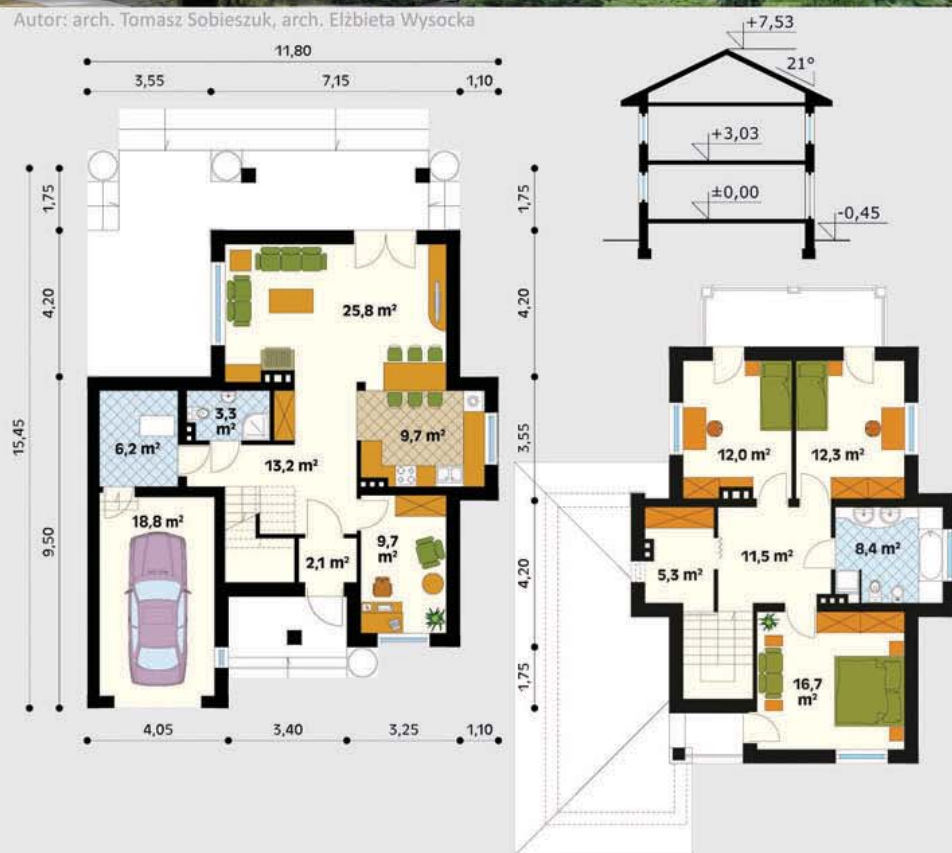 Autor: arch. Tomasz Sobieszuk, arch. Elżbieta Wysocka
11,80
3,55 7,15 1,10
+7,53
21°
+3,03
±0,00
-0,45
1,75
4,20
15,45
9,50
1,75
4,20
3,55
4,20
1,75
25,8 m²
3,3
m²
9,7 m²
6,2 m²
13,2 m²
18,8 m²
9,7
m²
2,1 m²
4,05 3,40 3,25 1,10
12,0 m²
12,3 m²
11,5 m²
8,4 m²
5,3 m²
16,7
m²